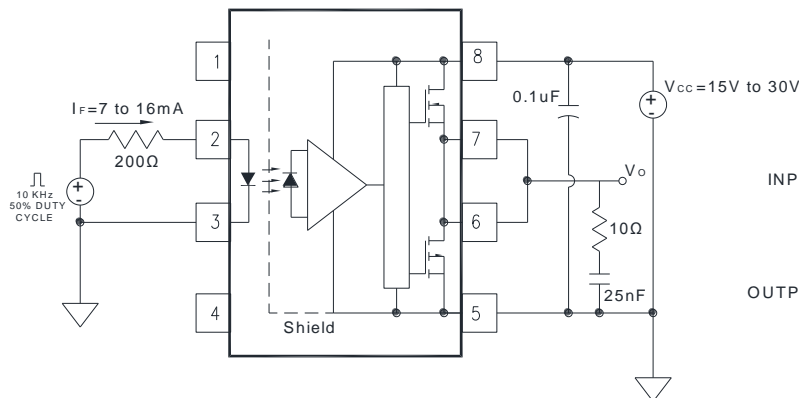 1
8
2
7
3
6
4
5
IF=7 to 16mA
200Ω
10 KHz
50% DUTY
CYCLE
Shield
0.1uF
VCC=15V to 30V
VO
10Ω
25nF
INP
OUTP